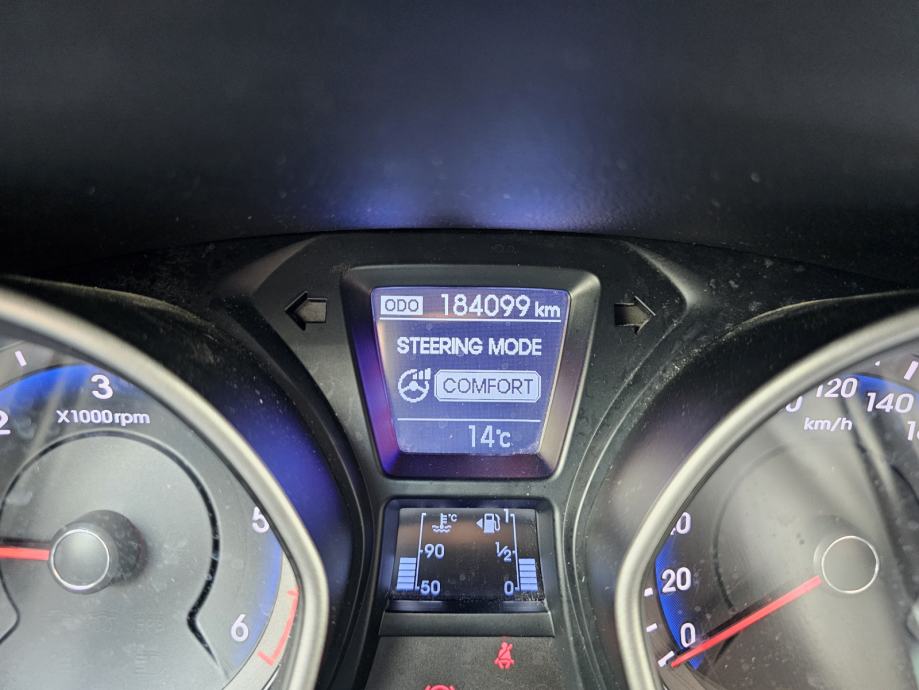 ODO 184099 km
STEERING MODE
COMFORT
14°C
2
3
x1000rpm
5
6
°C
90
50
1
1/2
0
120
140
km/h
20
0